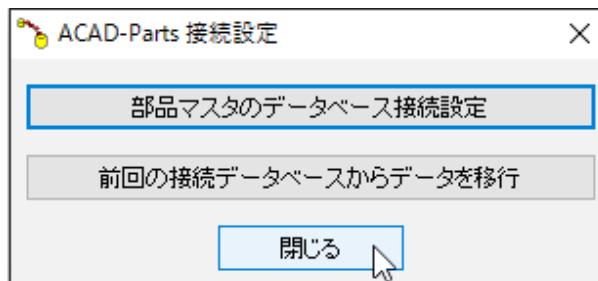 ACAD-Parts 接続設定
部品マスタのデータベース接続設定
前回の接続データベースからデータを移行
閉じる